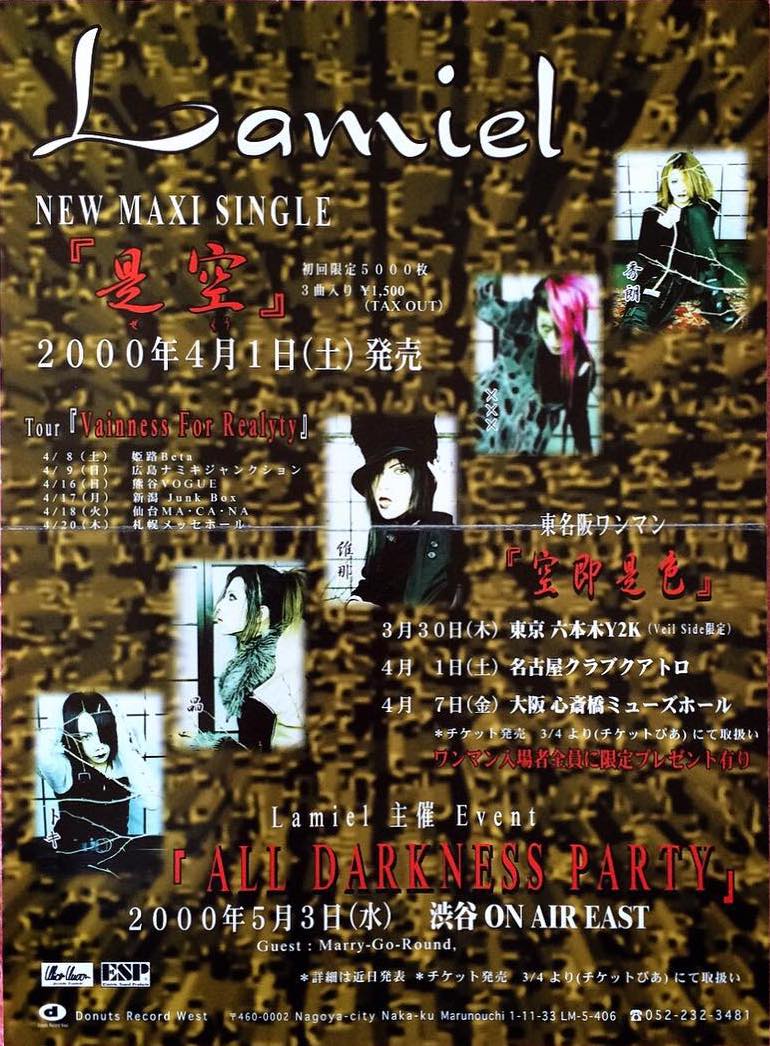 Lamiel
NEW MAXI SINGLE
『是空』
ぜくう
初回限定5000枚
3曲入り ¥1,500
(TAX OUT)
2000年4月1日(土) 発売
秀朗
×××
Tour『Vainness For Realyty』
4/ 8(土) 姫路Beta
4/ 9(日) 広島ナミキジャンクション
4/16(日) 熊谷VOGUE
4/17(月) 新潟 Junk Box
4/18(火) 仙台MA・CA・NA
4/20(木) 札幌メッセホール
東名阪ワンマン
『空即是色』
3月30日(木) 東京 六本木Y2K (Veil Side限定)
4月 1日(土) 名古屋クラブクアトロ
4月 7日(金) 大阪 心斎橋ミューズホール
*チケット発売 3/4より(チケットぴあ)にて取扱い
ワンマン入場者全員に限定プレゼント有り
晶
トキ
Lamiel 主催 Event
『ALL DARKNESS PARTY』
2000年5月3日(水) 渋谷 ON AIR EAST
Guest : Marry-Go-Round,
ESP
*詳細は近日発表 *チケット発売 3/4より(チケットぴあ)にて取扱い
d Donuts Record West 〒460-0002 Nagoya-city Naka-ku Marunouchi 1-11-33 LM-5-406 ☎052-232-3481